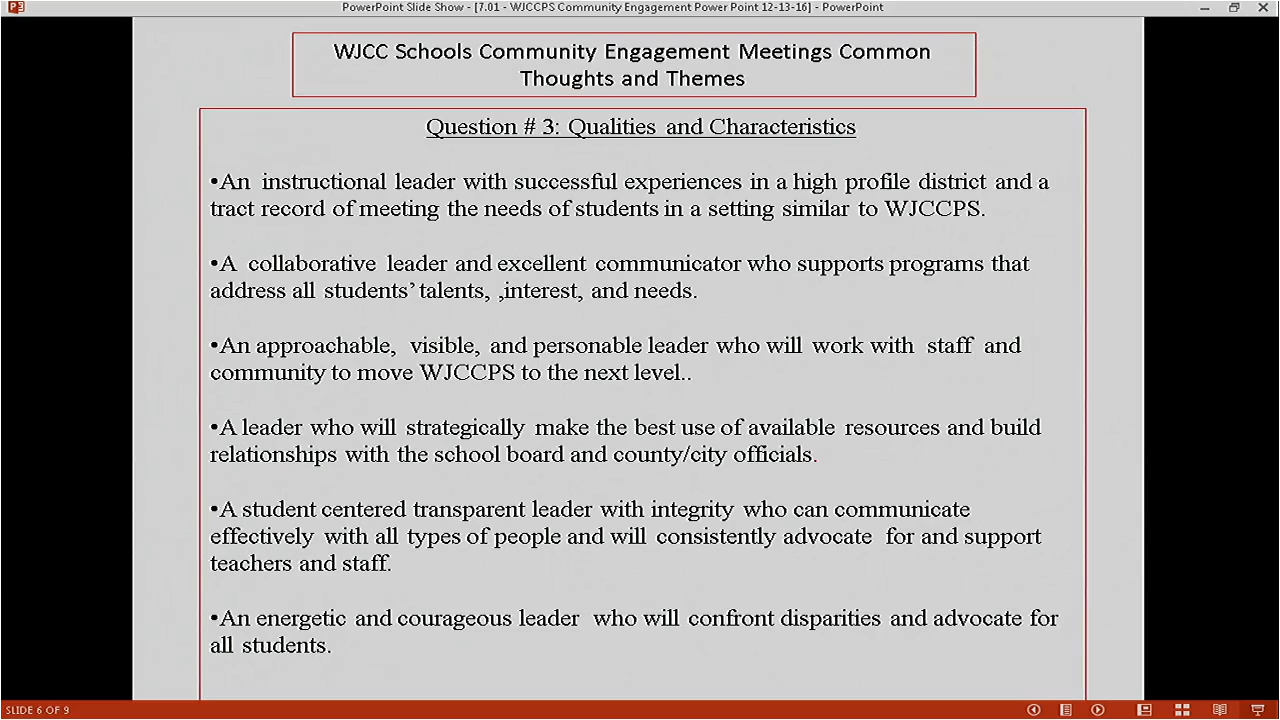 PowerPoint Slide Show - [7.01 - WJCCPS Community Engagement Power Point 12-13-16] - PowerPoint
WJCC Schools Community Engagement Meetings Common
Thoughts and Themes
Question # 3: Qualities and Characteristics
•An instructional leader with successful experiences in a high profile district and a
tract record of meeting the needs of students in a setting similar to WJCCPS.
•A collaborative leader and excellent communicator who supports programs that
address all students’ talents, ,interest, and needs.
•An approachable, visible, and personable leader who will work with staff and
community to move WJCCPS to the next level..
•A leader who will strategically make the best use of available resources and build
relationships with the school board and county/city officials.
•A student centered transparent leader with integrity who can communicate
effectively with all types of people and will consistently advocate for and support
teachers and staff.
•An energetic and courageous leader who will confront disparities and advocate for
all students.
SLIDE 6 OF 9